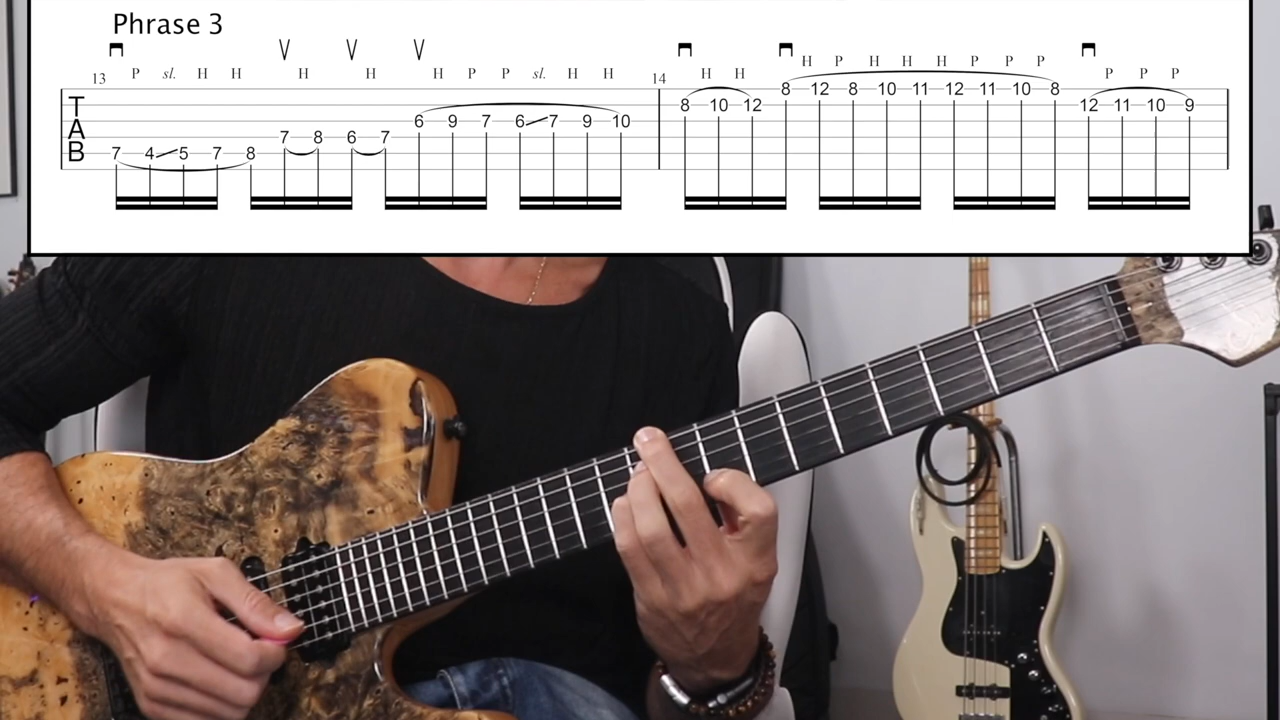 Phrase 3
P sl. H H H H H P P sl. H H H H H P H H H P P P P P P
13 14
8 12 8 10 11 12 11 10 8
T 8 10 12 12 11 10 9
A 6 9 7 6 7 9 10
7 8 6 7
B 7 4 5 7 8